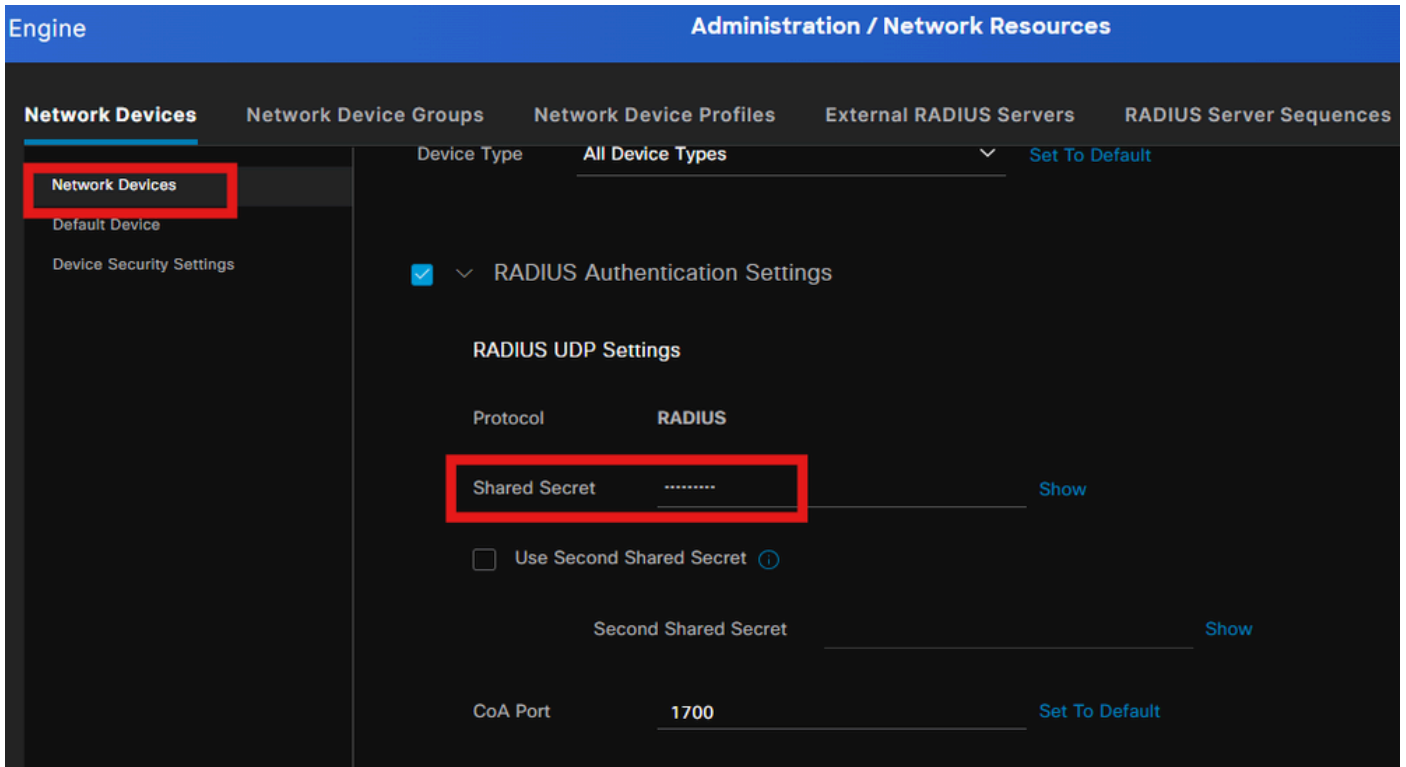 Engine
Administration / Network Resources
Network Devices Network Device Groups Network Device Profiles External RADIUS Servers RADIUS Server Sequences
Network Devices
Default Device
Device Security Settings
Device Type All Device Types Set To Default
RADIUS Authentication Settings
RADIUS UDP Settings
Protocol RADIUS
Shared Secret ········· Show
Use Second Shared Secret
Second Shared Secret Show
CoA Port 1700 Set To Default